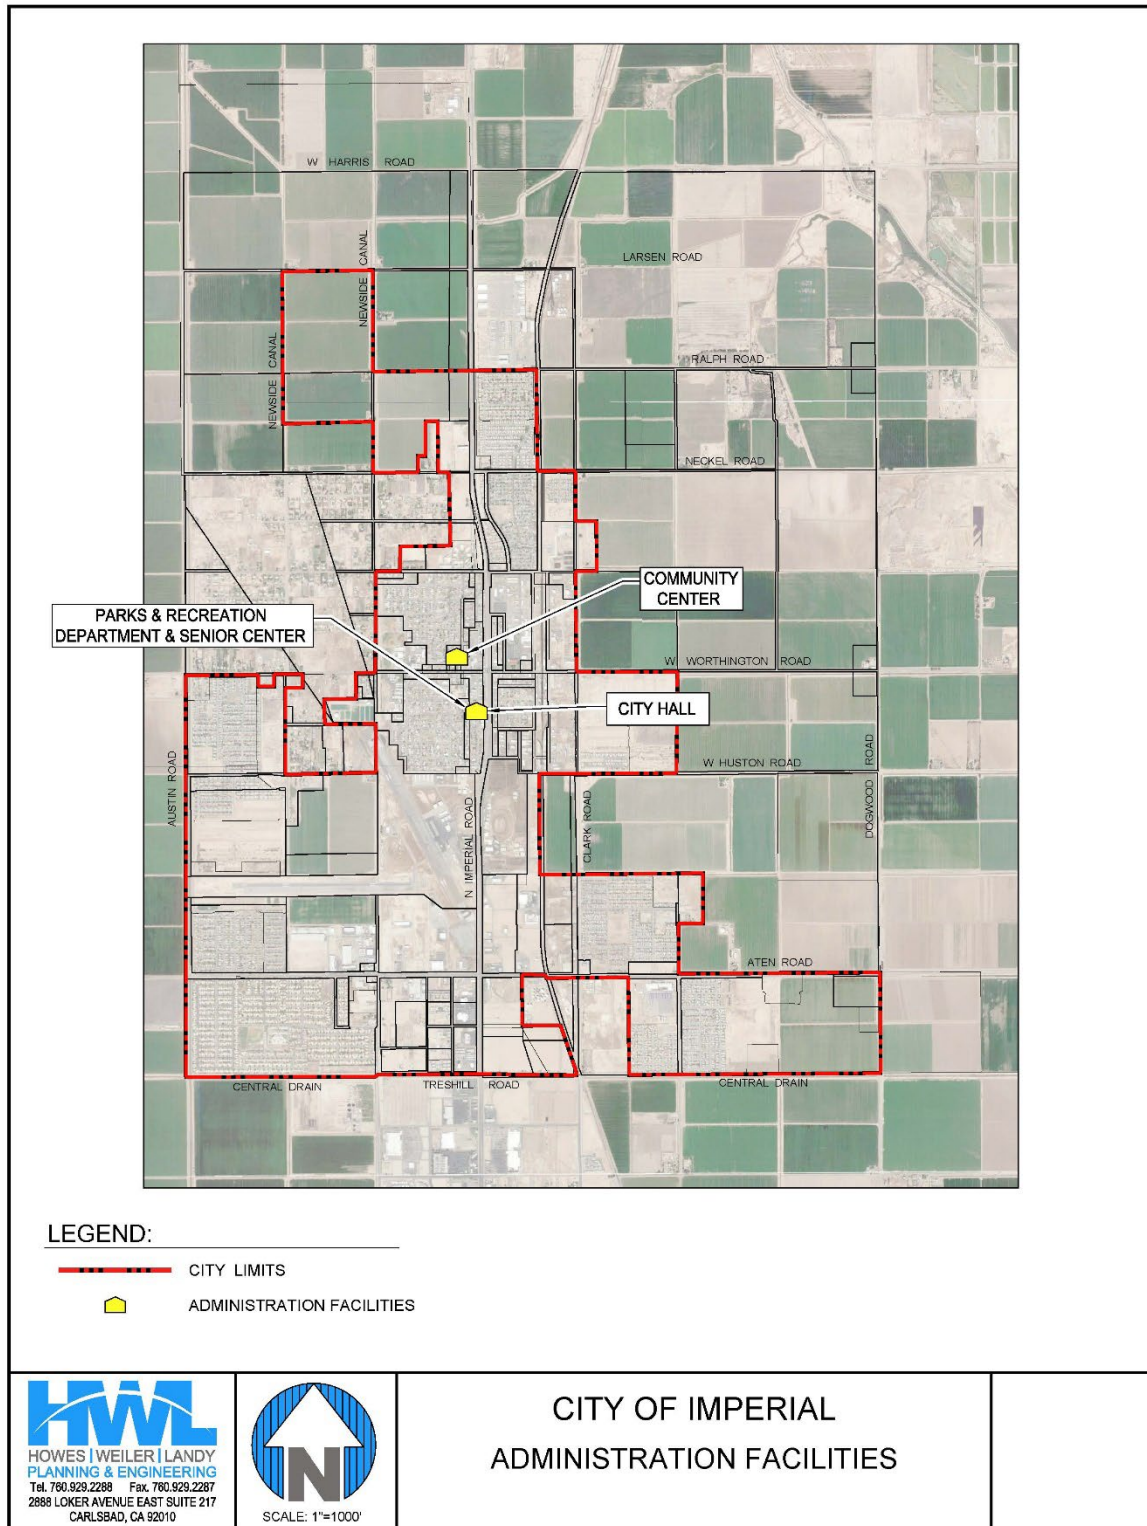 W HARRIS ROAD
LARSEN ROAD
NEWSIDE CANAL
NEWSIDE CANAL
RALPH ROAD
NECKEL ROAD
COMMUNITY
CENTER
PARKS & RECREATION
DEPARTMENT & SENIOR CENTER
W WORTHINGTON ROAD
CITY HALL
W HUSTON ROAD
AUSTIN ROAD
N IMPERIAL ROAD
CLARK ROAD
DOGWOOD ROAD
ATEN ROAD
CENTRAL DRAIN
TRESHILL ROAD
CENTRAL DRAIN
LEGEND:
CITY LIMITS
ADMINISTRATION FACILITIES
HWL
HOWES | WEILER | LANDY
PLANNING & ENGINEERING
Tel. 760.929.2288 Fax. 760.929.2287
2888 LOKER AVENUE EAST SUITE 217
CARLSBAD, CA 92010
N
SCALE: 1"=1000'
CITY OF IMPERIAL
ADMINISTRATION FACILITIES